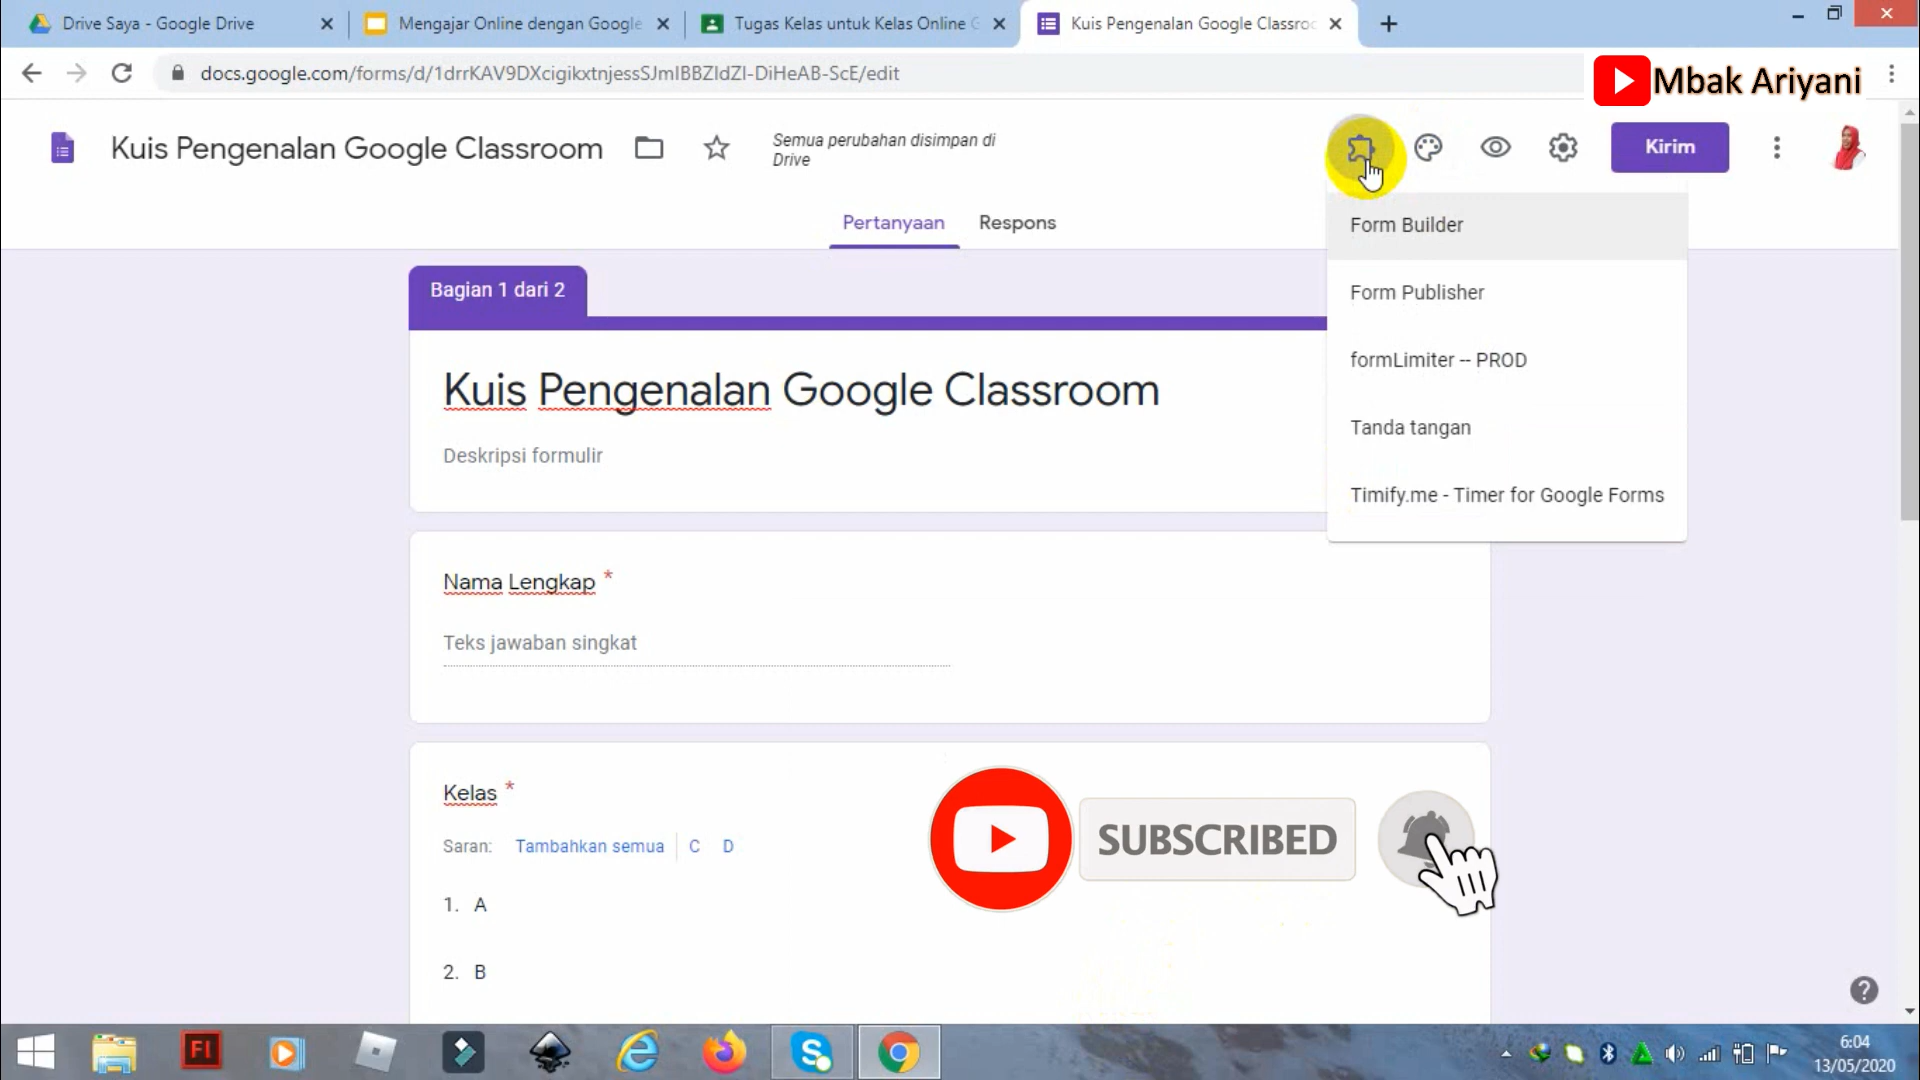 Drive Saya - Google Drive
Mengajar Online dengan Google
Tugas Kelas untuk Kelas Online G
Kuis Pengenalan Google Classroo
docs.google.com/forms/d/1drrKAV9DXcigikxtnjessSJmIBBZIdZI-DiHeAB-ScE/edit
Mbak Ariyani
Kuis Pengenalan Google Classroom
Semua perubahan disimpan di
Drive
Kirim
Pertanyaan
Respons
Form Builder
Form Publisher
formLimiter -- PROD
Tanda tangan
Timify.me - Timer for Google Forms
Bagian 1 dari 2
Kuis Pengenalan Google Classroom
Deskripsi formulir
Nama Lengkap *
Teks jawaban singkat
Kelas *
Saran: Tambahkan semua C D
1. A
2. B
SUBSCRIBED
Fl
6:04
13/05/2020